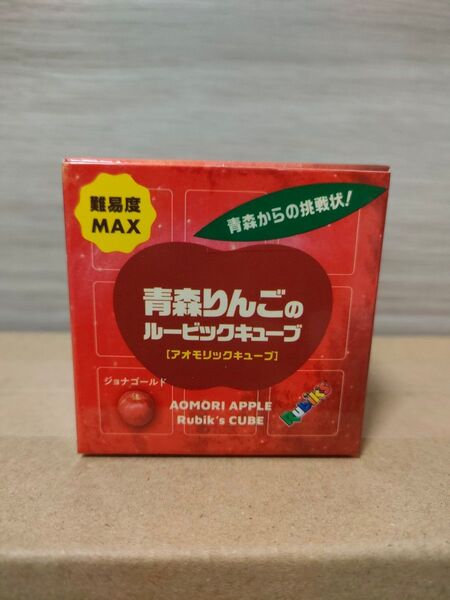 難易度
MAX
青森からの挑戦状!
青森りんごの
ルービックキューブ
[アオモリックキューブ]
ジョナゴールド
AOMORI APPLE
Rubik's CUBE
RUBIK'S